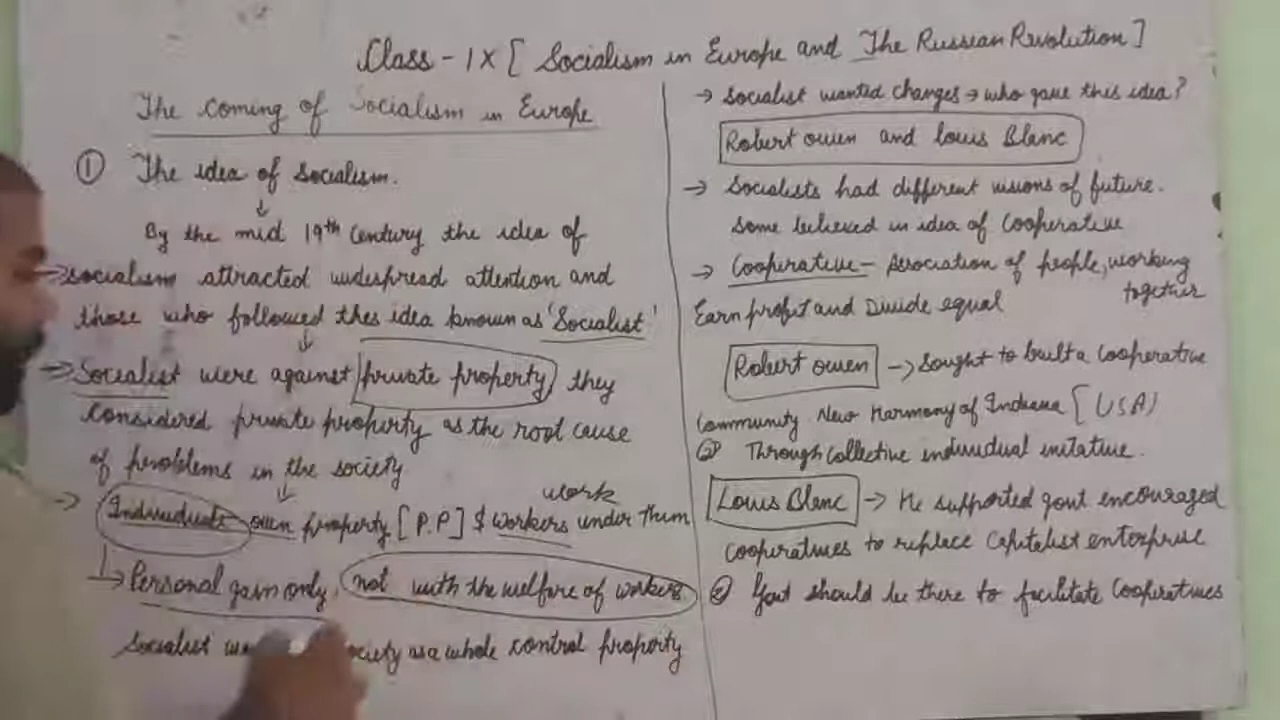 Class - IX [ Socialism in Europe and The Russian Revolution ]
The coming of Socialism in Europe
① The idea of Socialism.
↓
By the mid 19th Century the idea of
→ socialism attracted widespread attention and
those who followed thes idea known as 'Socialist'
↓
→ Socialist were against private property, they
considered private property as the root cause
of peroblems in the society
↓
→ Individuals own property [P.P] $ workers work under them
→ Personal gain only, not with the welfare of workers
Socialist society as a whole control property
→ Socialist wanted changes → who gave this idea?
Robert owen and louis Blanc
→ Socialists had different visions of future.
Some believed in idea of cooperative
→ Cooperative - Association of people, working together
Earn profit and Divide equal
Robert owen → Sought to built a cooperative
Community New Harmony of Indiana [USA)
Through collective individual initative.
Louis Blanc → He supported govt encouraged
cooperatives to replace capitalist enterprise
Govt should be there to facilitate cooperatives